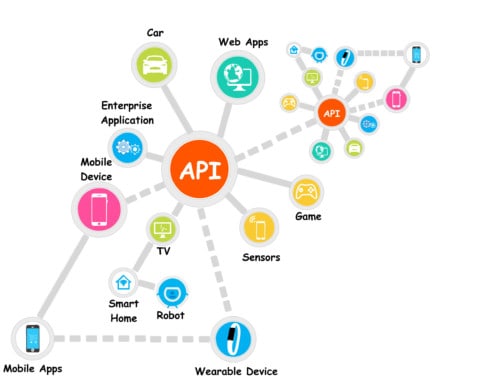 Car
Web Apps
Enterprise
Application
API
Mobile
Device
API
Game
TV
Sensors
Smart
Home
Robot
Mobile Apps
Wearable Device